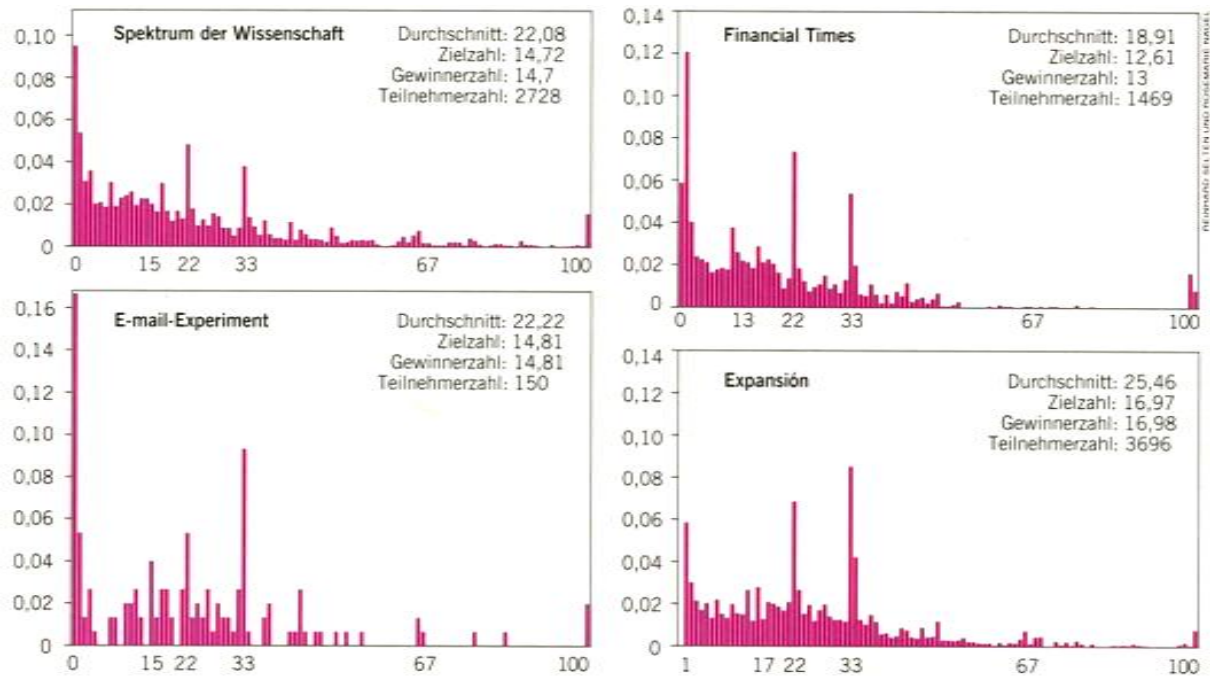 Spektrum der Wissenschaft
Durchschnitt: 22,08
Zielzahl: 14,72
Gewinnerzahl: 14,7
Teilnehmerzahl: 2728
0,10
0,08
0,06
0,04
0,02
0
0 15 22 33 67 100
Financial Times
Durchschnitt: 18,91
Zielzahl: 12,61
Gewinnerzahl: 13
Teilnehmerzahl: 1469
0,14
0,12
0,10
0,08
0,06
0,04
0,02
0
0 13 22 33 67 100
REINHARD SELTEN UND ROSEMARIE NAGEL
E-mail-Experiment
Durchschnitt: 22,22
Zielzahl: 14,81
Gewinnerzahl: 14,81
Teilnehmerzahl: 150
0,16
0,14
0,12
0,10
0,08
0,06
0,04
0,02
0
0 15 22 33 67 100
Expansión
Durchschnitt: 25,46
Zielzahl: 16,97
Gewinnerzahl: 16,98
Teilnehmerzahl: 3696
0,14
0,12
0,10
0,08
0,06
0,04
0,02
0
1 17 22 33 67 100